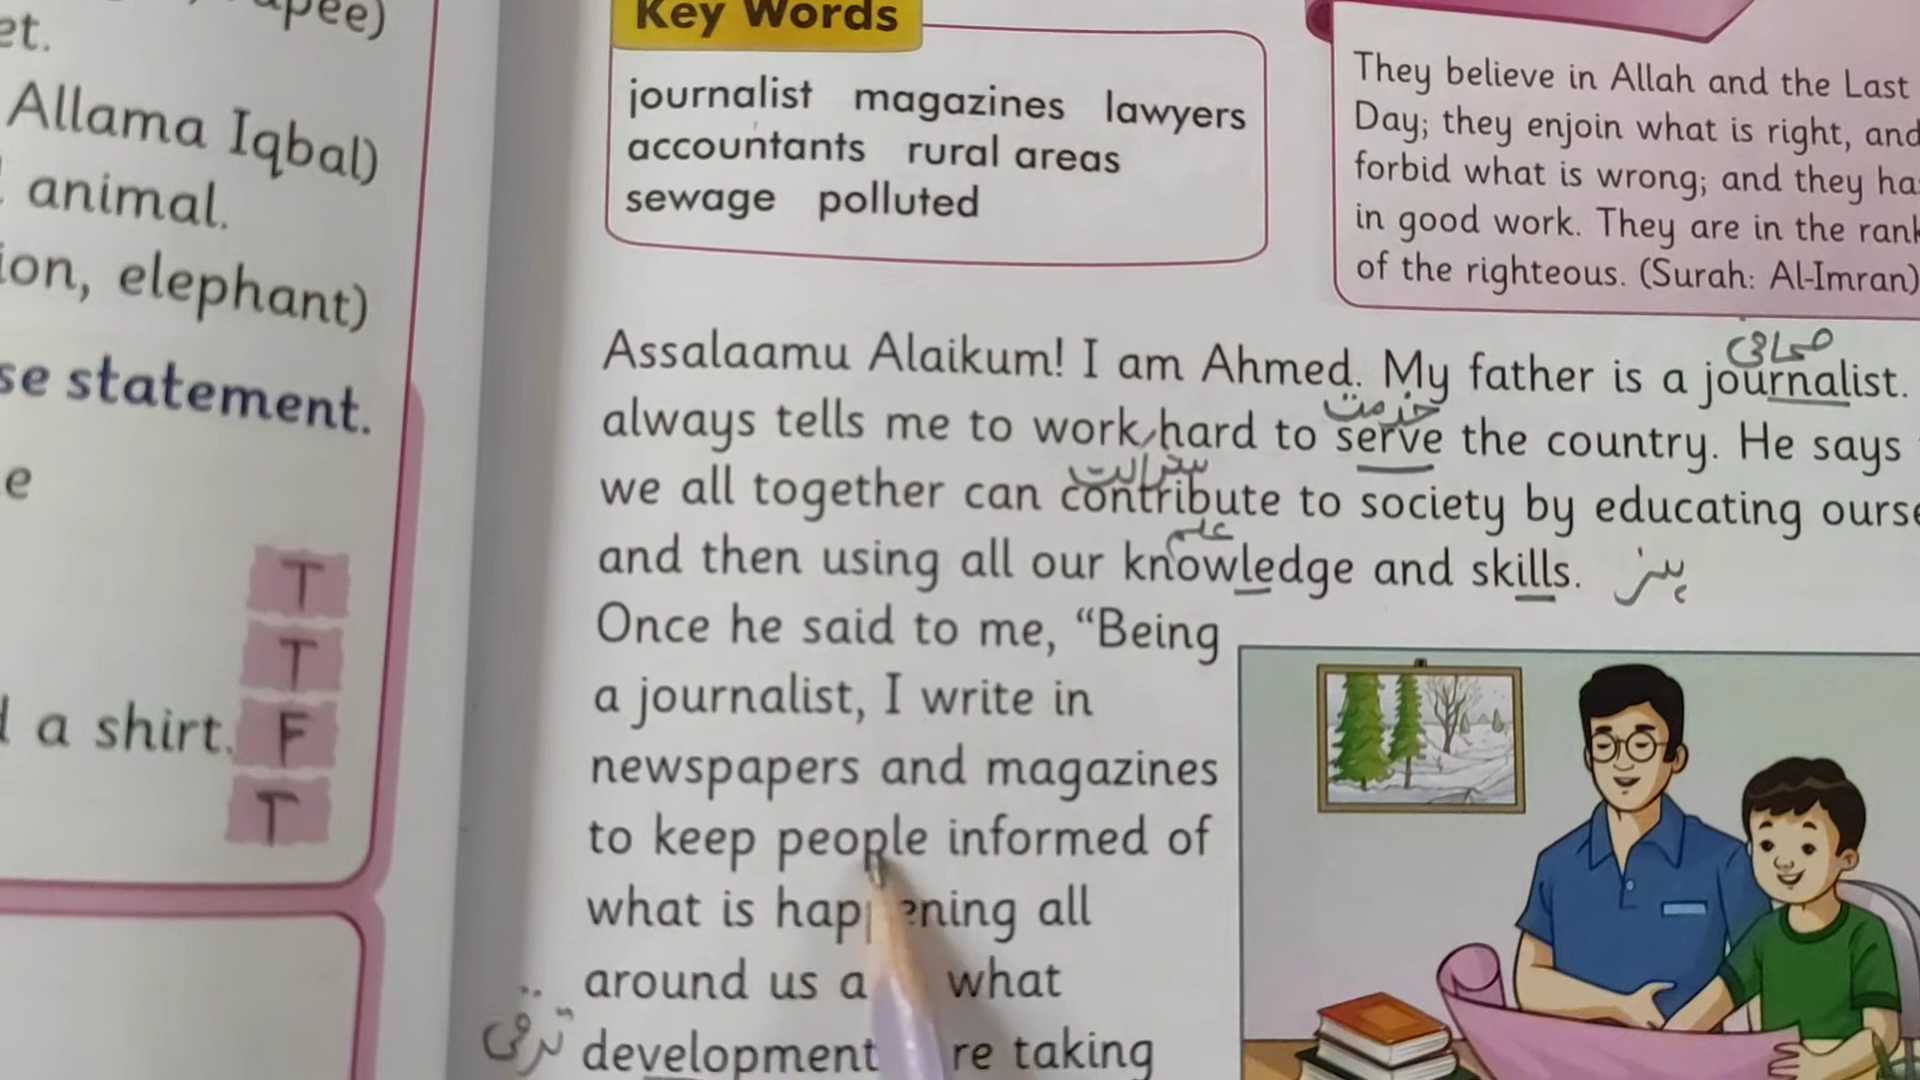 upee)
et.
Allama Iqbal)
animal.
ion, elephant)
se statement.
e
T
T
d a shirt. F
T
Key Words
journalist magazines lawyers
accountants rural areas
sewage polluted
They believe in Allah and the Last
Day; they enjoin what is right, and
forbid what is wrong; and they ha
in good work. They are in the rank
of the righteous. (Surah: Al-Imran)
صحافی
Assalaamu Alaikum! I am Ahmed. My father is a journalist.
خدمت
always tells me to work hard to serve the country. He says
we all together can contribute to society by educating ourse
علم
and then using all our knowledge and skills. ہنر
Once he said to me, “Being
a journalist, I write in
newspapers and magazines
to keep people informed of
what is happening all
around us a what
ترقی development re taking